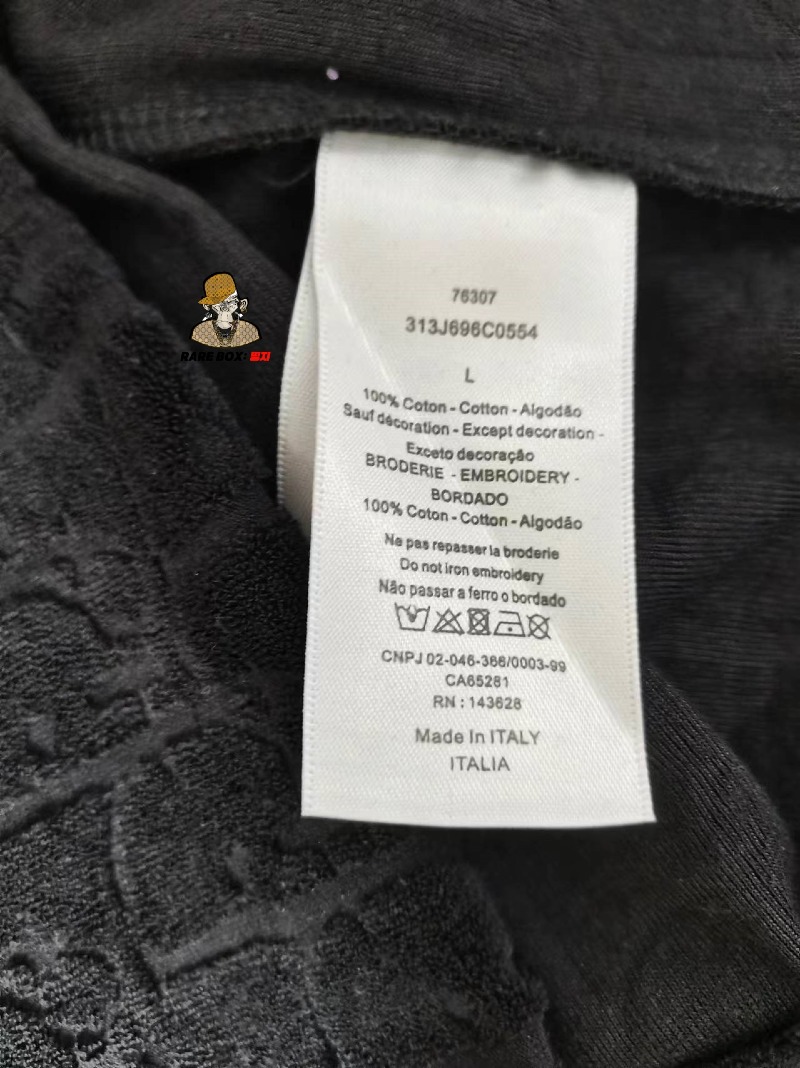 76307
313J696C0554
L
100% Coton - Cotton - Algodão
Sauf décoration - Except decoration -
Exceto decoração
BRODERIE - EMBROIDERY -
BORDADO
100% Coton - Cotton - Algodão
Ne pas repasser la broderie
Do not iron embroidery
Não passar a ferro o bordado
CNPJ 02-046-366/0003-99
CA65281
RN : 143628
Made In ITALY
ITALIA
RARE BOX: 찐지